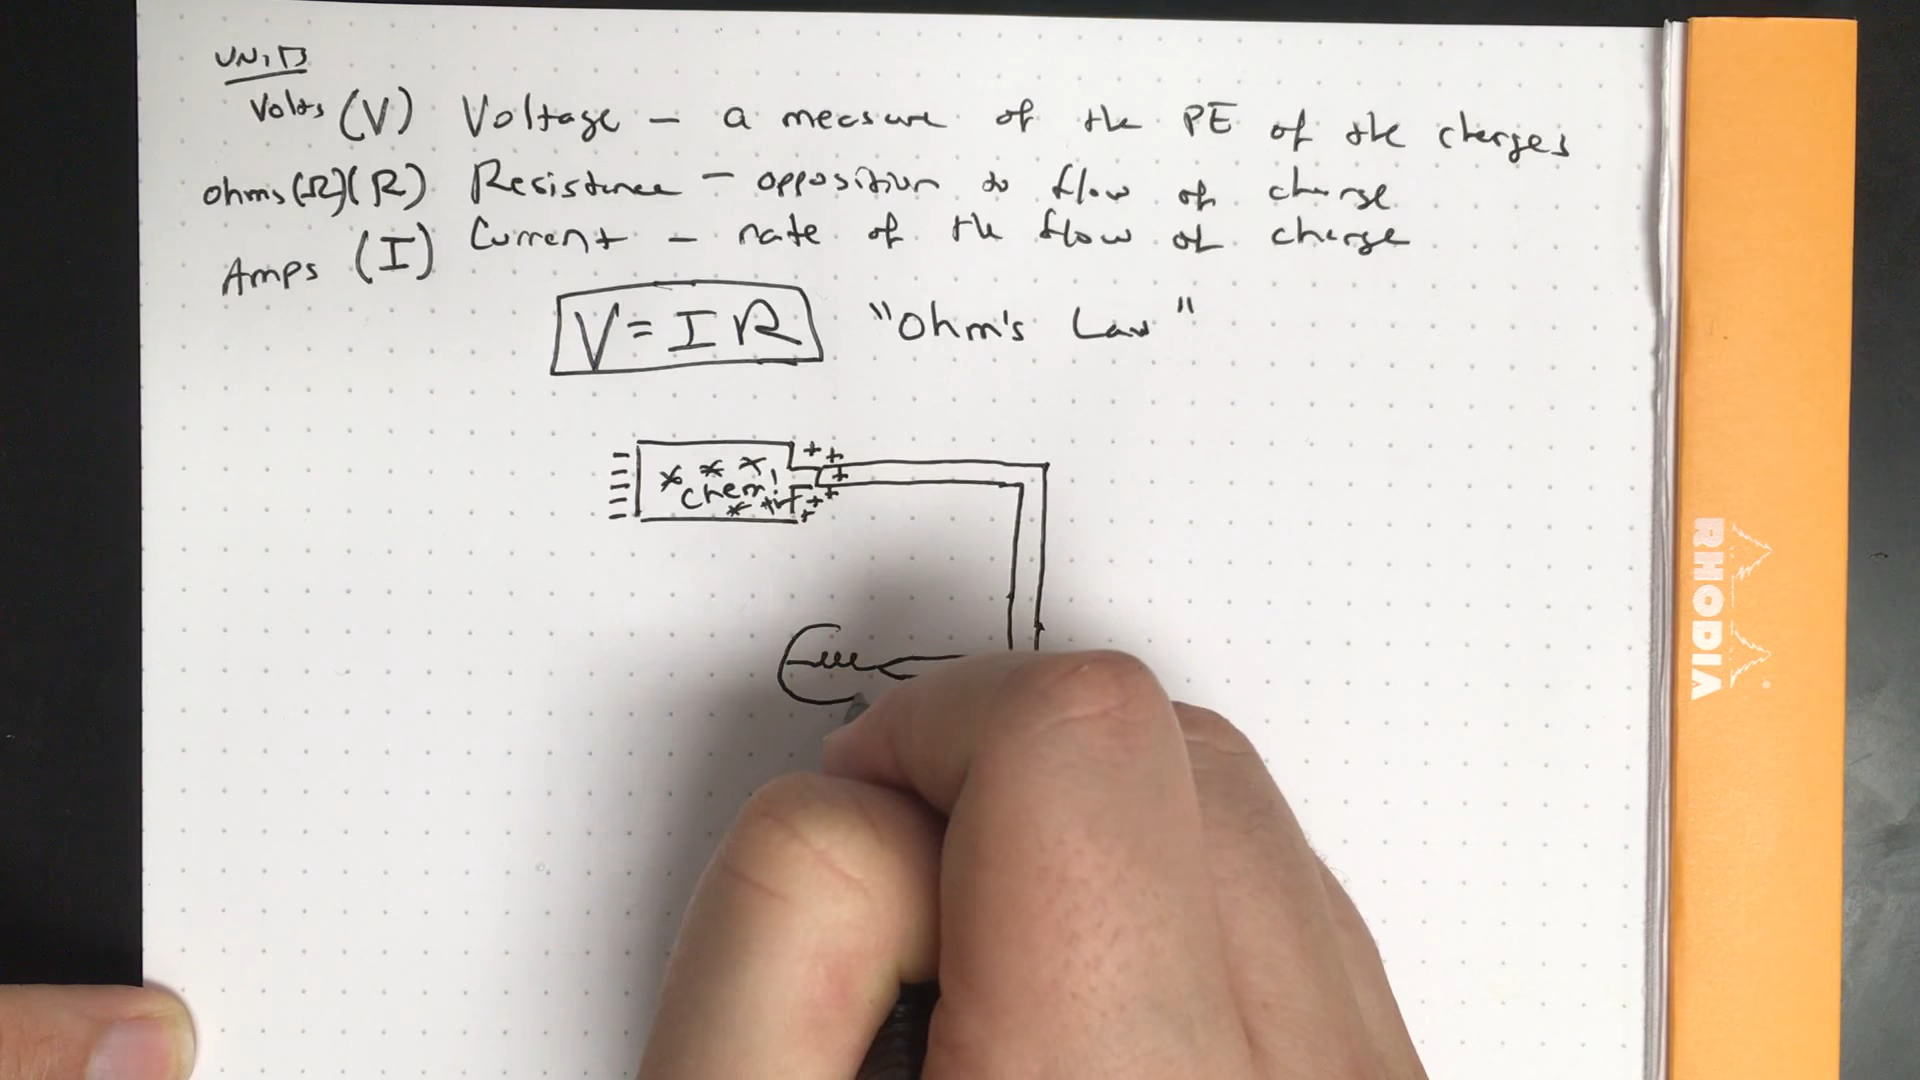 UNITS
Volts (V) Voltage - a measure of the PE of the charges
Ohms (Ω) (R) Resistance - opposition to flow of charge
Amps (I) Current - rate of the flow of charge
V = IR "Ohm's Law"
- + +
- * * * +
- chem! +
- * + + +
- +
RHODIA